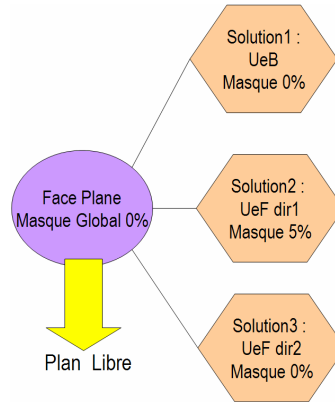 Solution1 :
UeB
Masque 0%
Face Plane
Masque Global 0%
Solution2 :
UeF dir1
Masque 5%
Solution3 :
UeF dir2
Masque 0%
Plan Libre